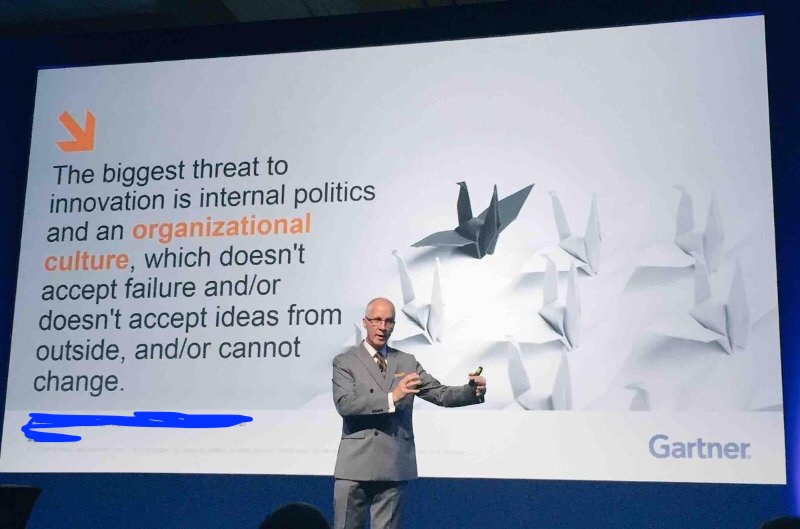 The biggest threat to
innovation is internal politics
and an organizational
culture, which doesn't
accept failure and/or
doesn't accept ideas from
outside, and/or cannot
change.
Gartner